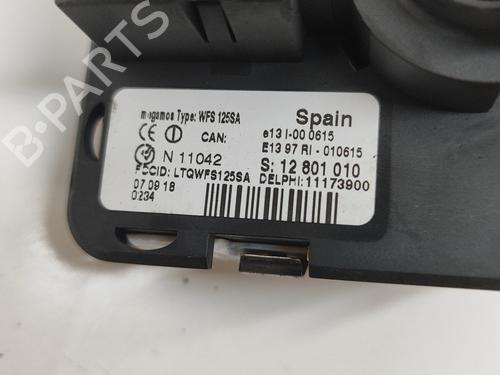 B-PARTS
megamos Type: WFS 125SA
Spain
CAN:
e13 I-00 0615
E13 97 RI - 010615
N 11042
S: 12 801 010
FCCID: LTQWFS125SA
DELPHI: 11173900
07 09 18
0234